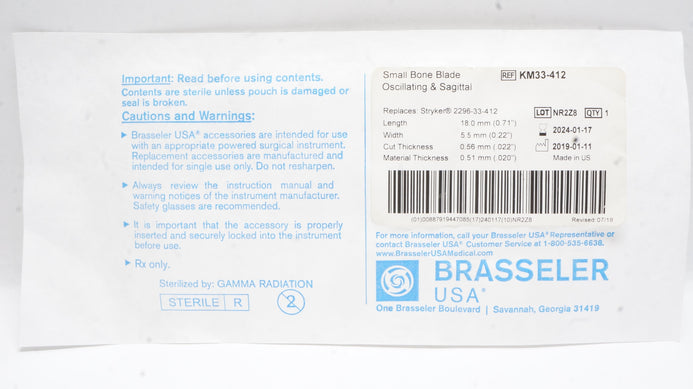 Important: Read before using contents.
Contents are sterile unless pouch is damaged or
seal is broken.
Cautions and Warnings:
▶ Brasseler USA® accessories are intended for use
with an appropriate powered surgical instrument.
Replacement accessories are manufactured and
intended for single use only. Do not resharpen.
▶ Always review the instruction manual and
warning notices of the instrument manufacturer.
Safety glasses are recommended.
▶ It is important that the accessory is properly
inserted and securely locked into the instrument
before use.
▶ Rx only.
Sterilized by: GAMMA RADIATION
STERILE R 2
Small Bone Blade REF KM33-412
Oscillating & Sagittal
Replaces: Stryker® 2296-33-412 LOT NR2Z8 QTY 1
Length 18.0 mm (0.71") 2024-01-17
Width 5.5 mm (0.22")
Cut Thickness 0.56 mm (.022") 2019-01-11
Material Thickness 0.51 mm (.020") Made in US
(01)00887919447085(17)240117(10)NR2Z8 Revised: 07/18
For more information, call your Brasseler USA® Representative or
contact Brasseler USA® Customer Service at 1-800-535-6638.
www.BrasselerUSAMedical.com
BRASSELER
USA®
One Brasseler Boulevard | Savannah, Georgia 31419